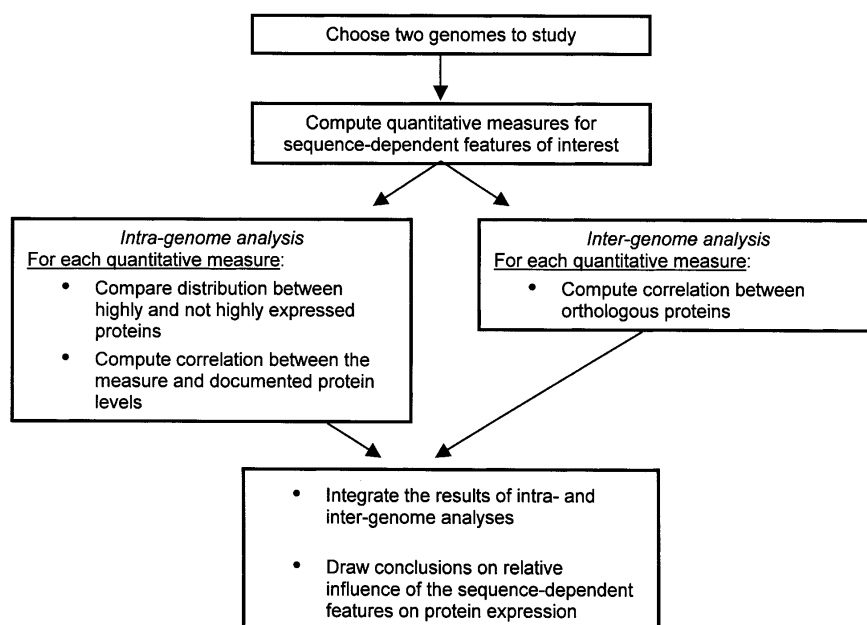 Choose two genomes to study
Compute quantitative measures for
sequence-dependent features of interest
Intra-genome analysis
For each quantitative measure:
• Compare distribution between
highly and not highly expressed
proteins
• Compute correlation between the
measure and documented protein
levels
Inter-genome analysis
For each quantitative measure:
• Compute correlation between
orthologous proteins
• Integrate the results of intra- and
inter-genome analyses
• Draw conclusions on relative
influence of the sequence-dependent
features on protein expression